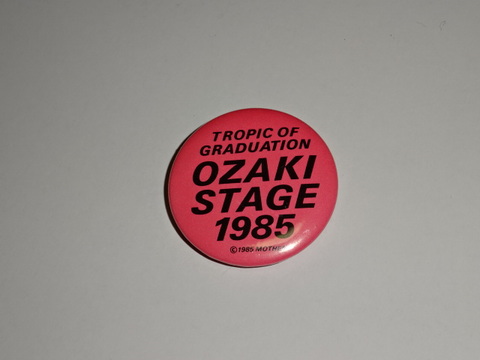 TROPIC OF
GRADUATION
OZAKI
STAGE
1985
©1985